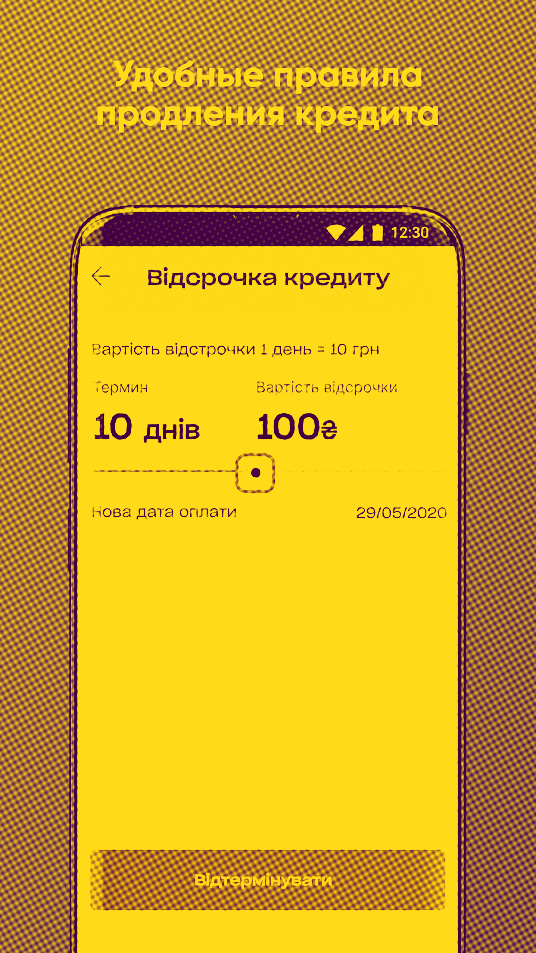 Удобные правила
продления кредита
12:30
Відсрочка кредиту
Вартість відстрочки 1 день = 10 грн
Термин Вартість відсрочки
10 днів 100₴
Нова дата оплати 29/05/2020
Відтермінувати